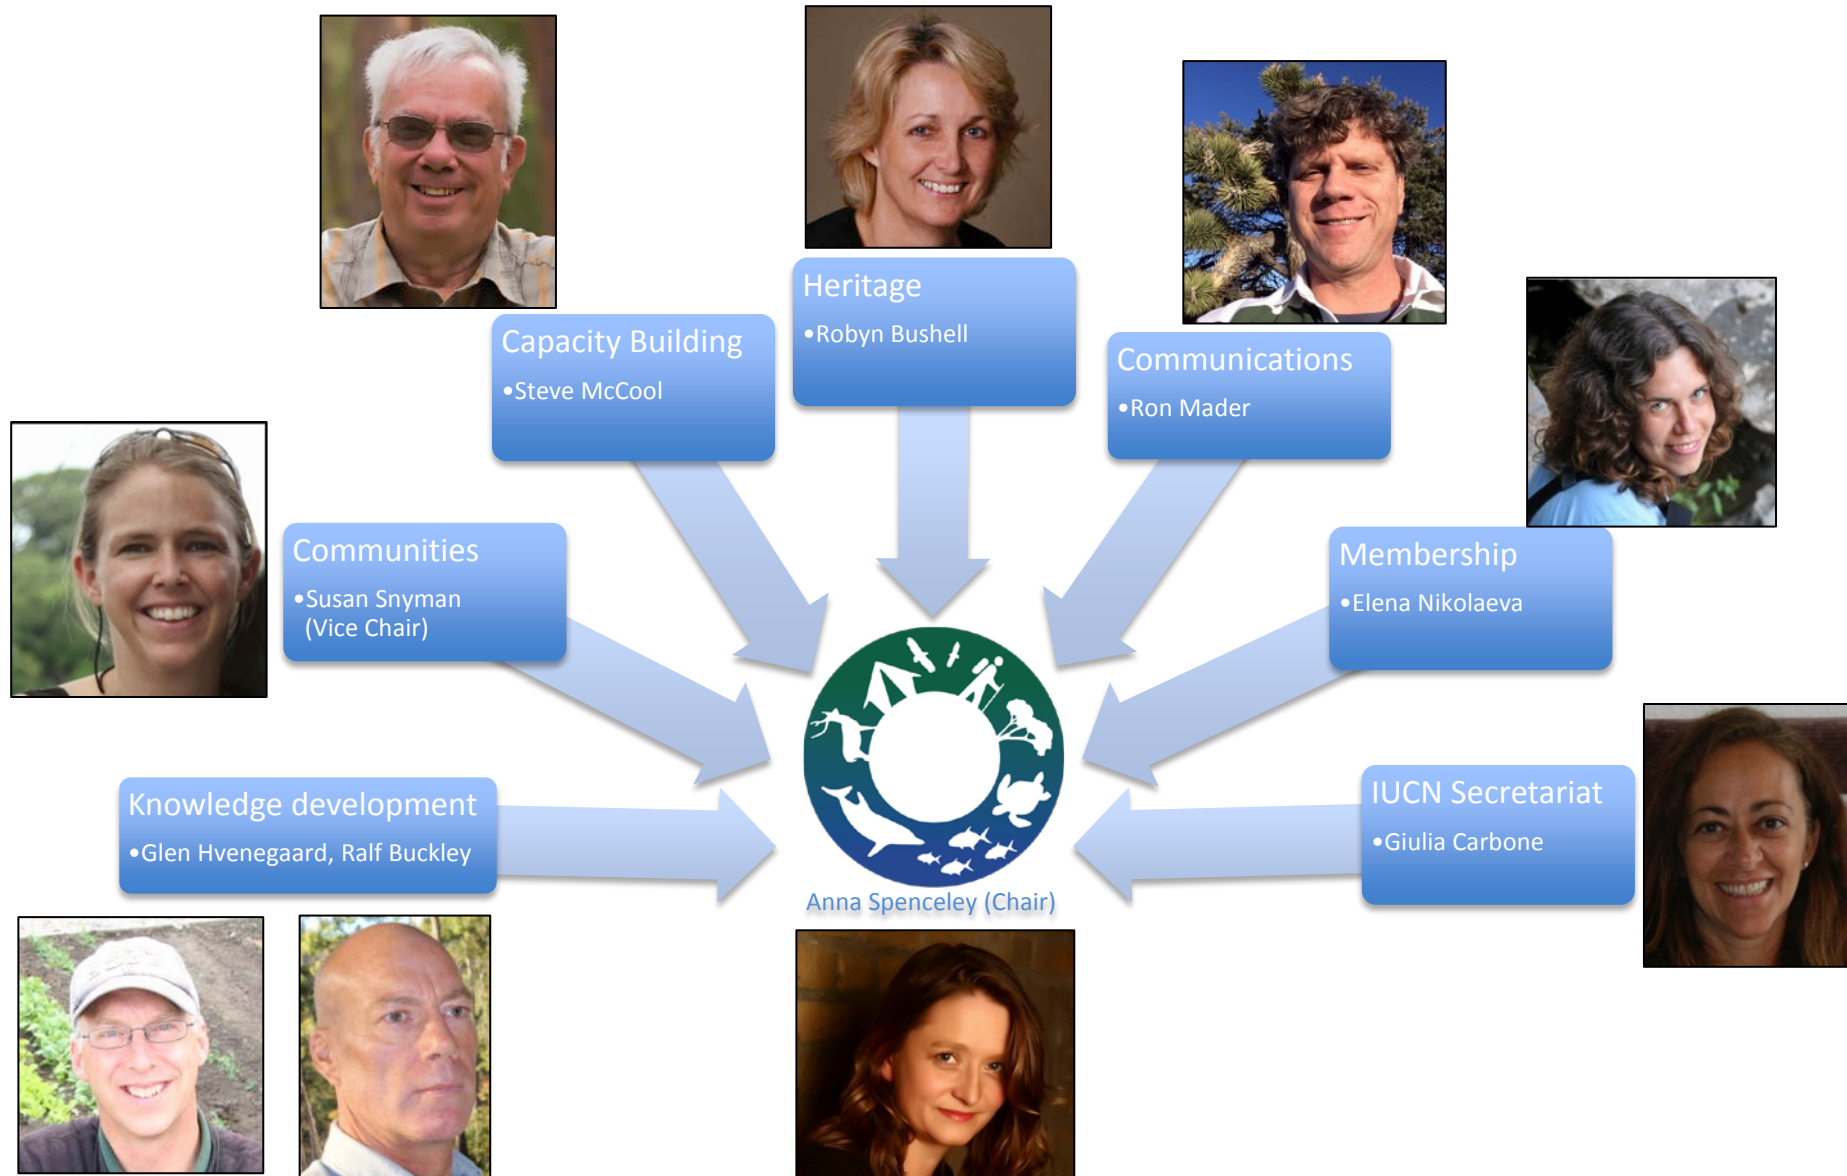 Heritage
•Robyn Bushell
Capacity Building
•Steve McCool
Communications
•Ron Mader
Communities
•Susan Snyman
(Vice Chair)
Membership
•Elena Nikolaeva
Knowledge development
•Glen Hvenegaard, Ralf Buckley
IUCN Secretariat
•Giulia Carbone
Anna Spenceley (Chair)